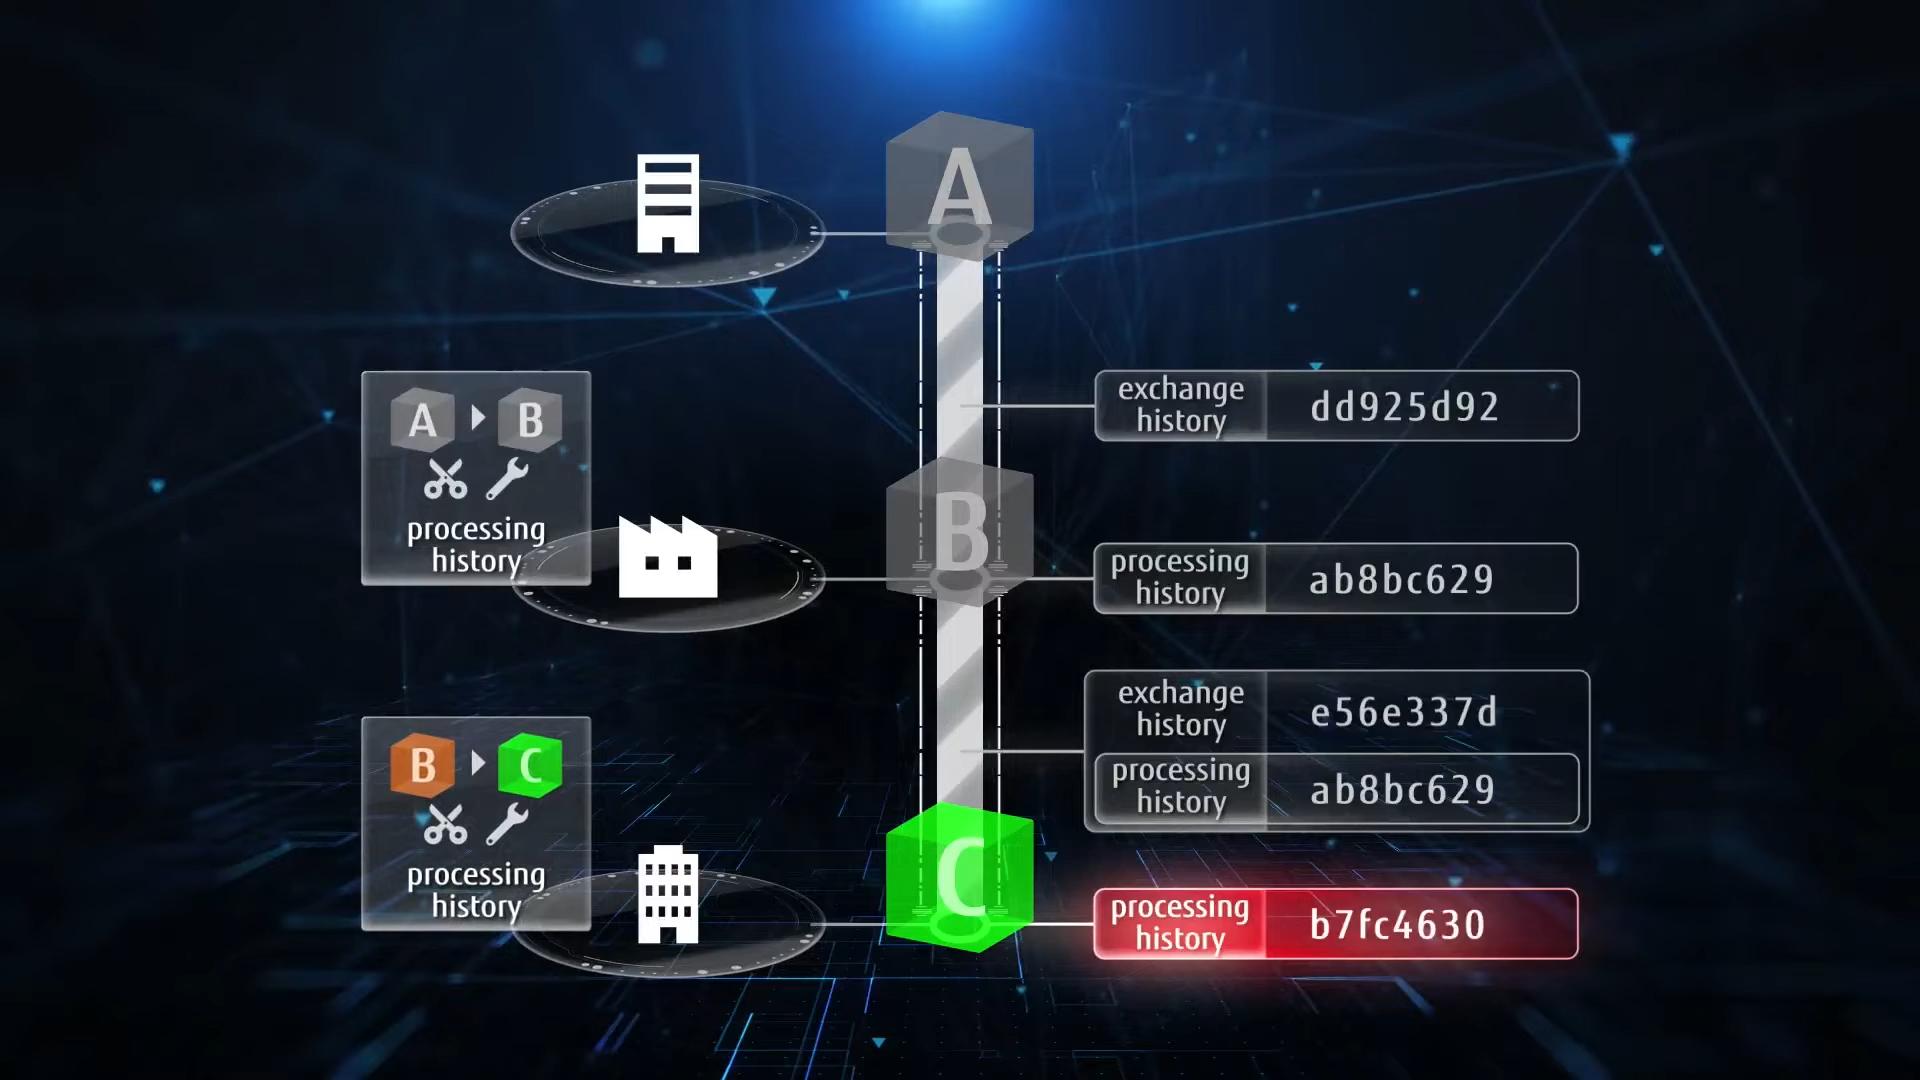 A
A B
processing
history
exchange
history
dd925d92
B
processing
history
ab8bc629
exchange
history
e56e337d
processing
history
ab8bc629
B C
processing
history
C
processing
history
b7fc4630